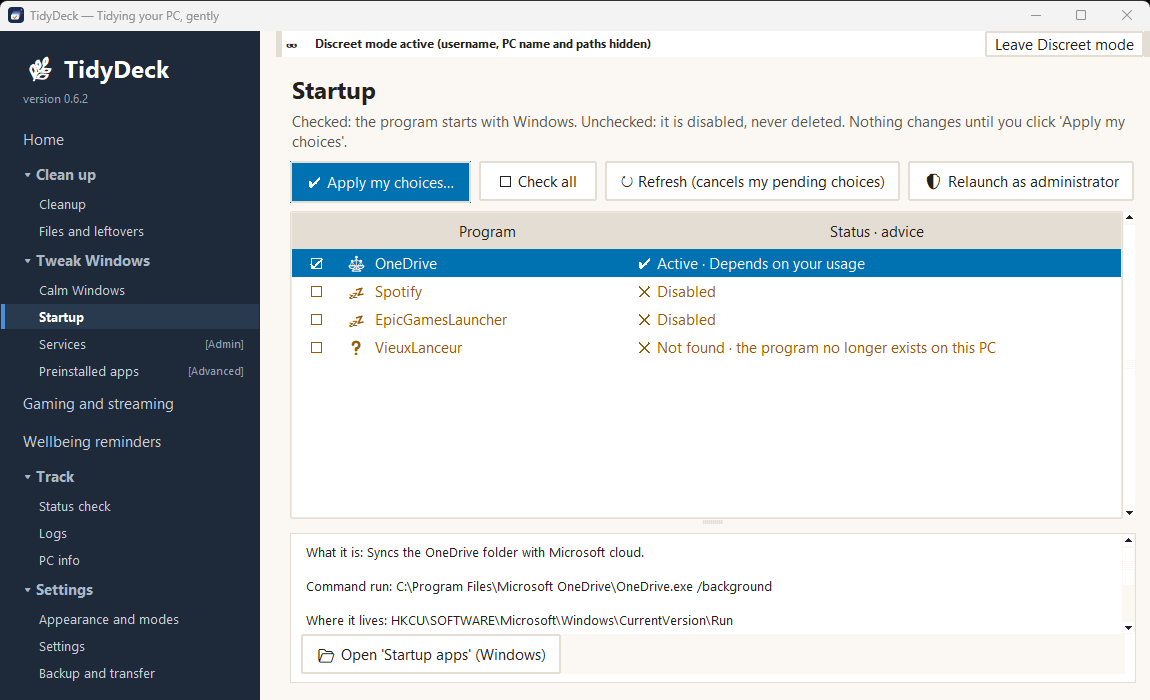 TidyDeck — Tidying your PC, gently
TidyDeck
version 0.6.2
Home
Clean up
Cleanup
Files and leftovers
Tweak Windows
Calm Windows
Startup
Services [Admin]
Preinstalled apps [Advanced]
Gaming and streaming
Wellbeing reminders
Track
Status check
Logs
PC info
Settings
Appearance and modes
Settings
Backup and transfer
Discreet mode active (username, PC name and paths hidden)
Leave Discreet mode
Startup
Checked: the program starts with Windows. Unchecked: it is disabled, never deleted. Nothing changes until you click 'Apply my
choices'.
Apply my choices...
Check all
Refresh (cancels my pending choices)
Relaunch as administrator
Program Status · advice
OneDrive ✔ Active · Depends on your usage
Spotify ✕ Disabled
EpicGamesLauncher ✕ Disabled
? VieuxLanceur ✕ Not found · the program no longer exists on this PC
What it is: Syncs the OneDrive folder with Microsoft cloud.
Command run: C:\Program Files\Microsoft OneDrive\OneDrive.exe /background
Where it lives: HKCU\SOFTWARE\Microsoft\Windows\CurrentVersion\Run
Open 'Startup apps' (Windows)